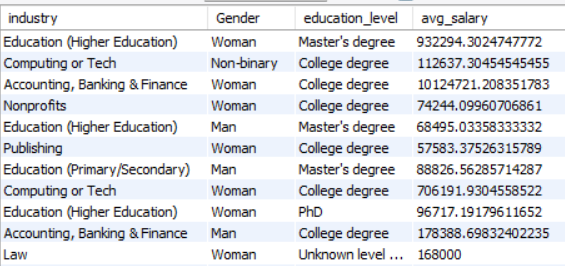 industry Gender education_level avg_salary
Education (Higher Education) Woman Master's degree 932294.3024747772
Computing or Tech Non-binary College degree 112637.30454545455
Accounting, Banking & Finance Woman College degree 10124721.208351783
Nonprofits Woman College degree 74244.09960706861
Education (Higher Education) Man Master's degree 68495.03358333332
Publishing Woman College degree 57583.37526315789
Education (Primary/Secondary) Man Master's degree 88826.56285714287
Computing or Tech Woman College degree 706191.9304558522
Education (Higher Education) Woman PhD 96717.19179611652
Accounting, Banking & Finance Man College degree 178388.69832402235
Law Woman Unknown level ... 168000